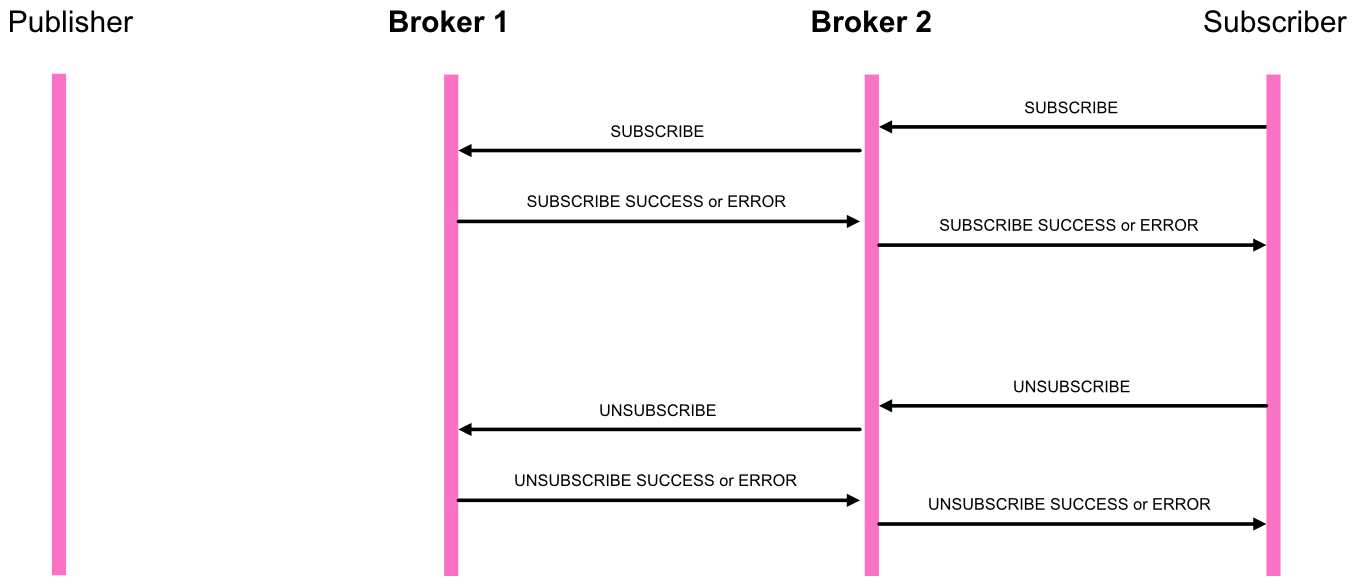 Publisher
Broker 1
Broker 2
Subscriber
SUBSCRIBE
SUBSCRIBE
SUBSCRIBE SUCCESS or ERROR
SUBSCRIBE SUCCESS or ERROR
UNSUBSCRIBE
UNSUBSCRIBE
UNSUBSCRIBE SUCCESS or ERROR
UNSUBSCRIBE SUCCESS or ERROR